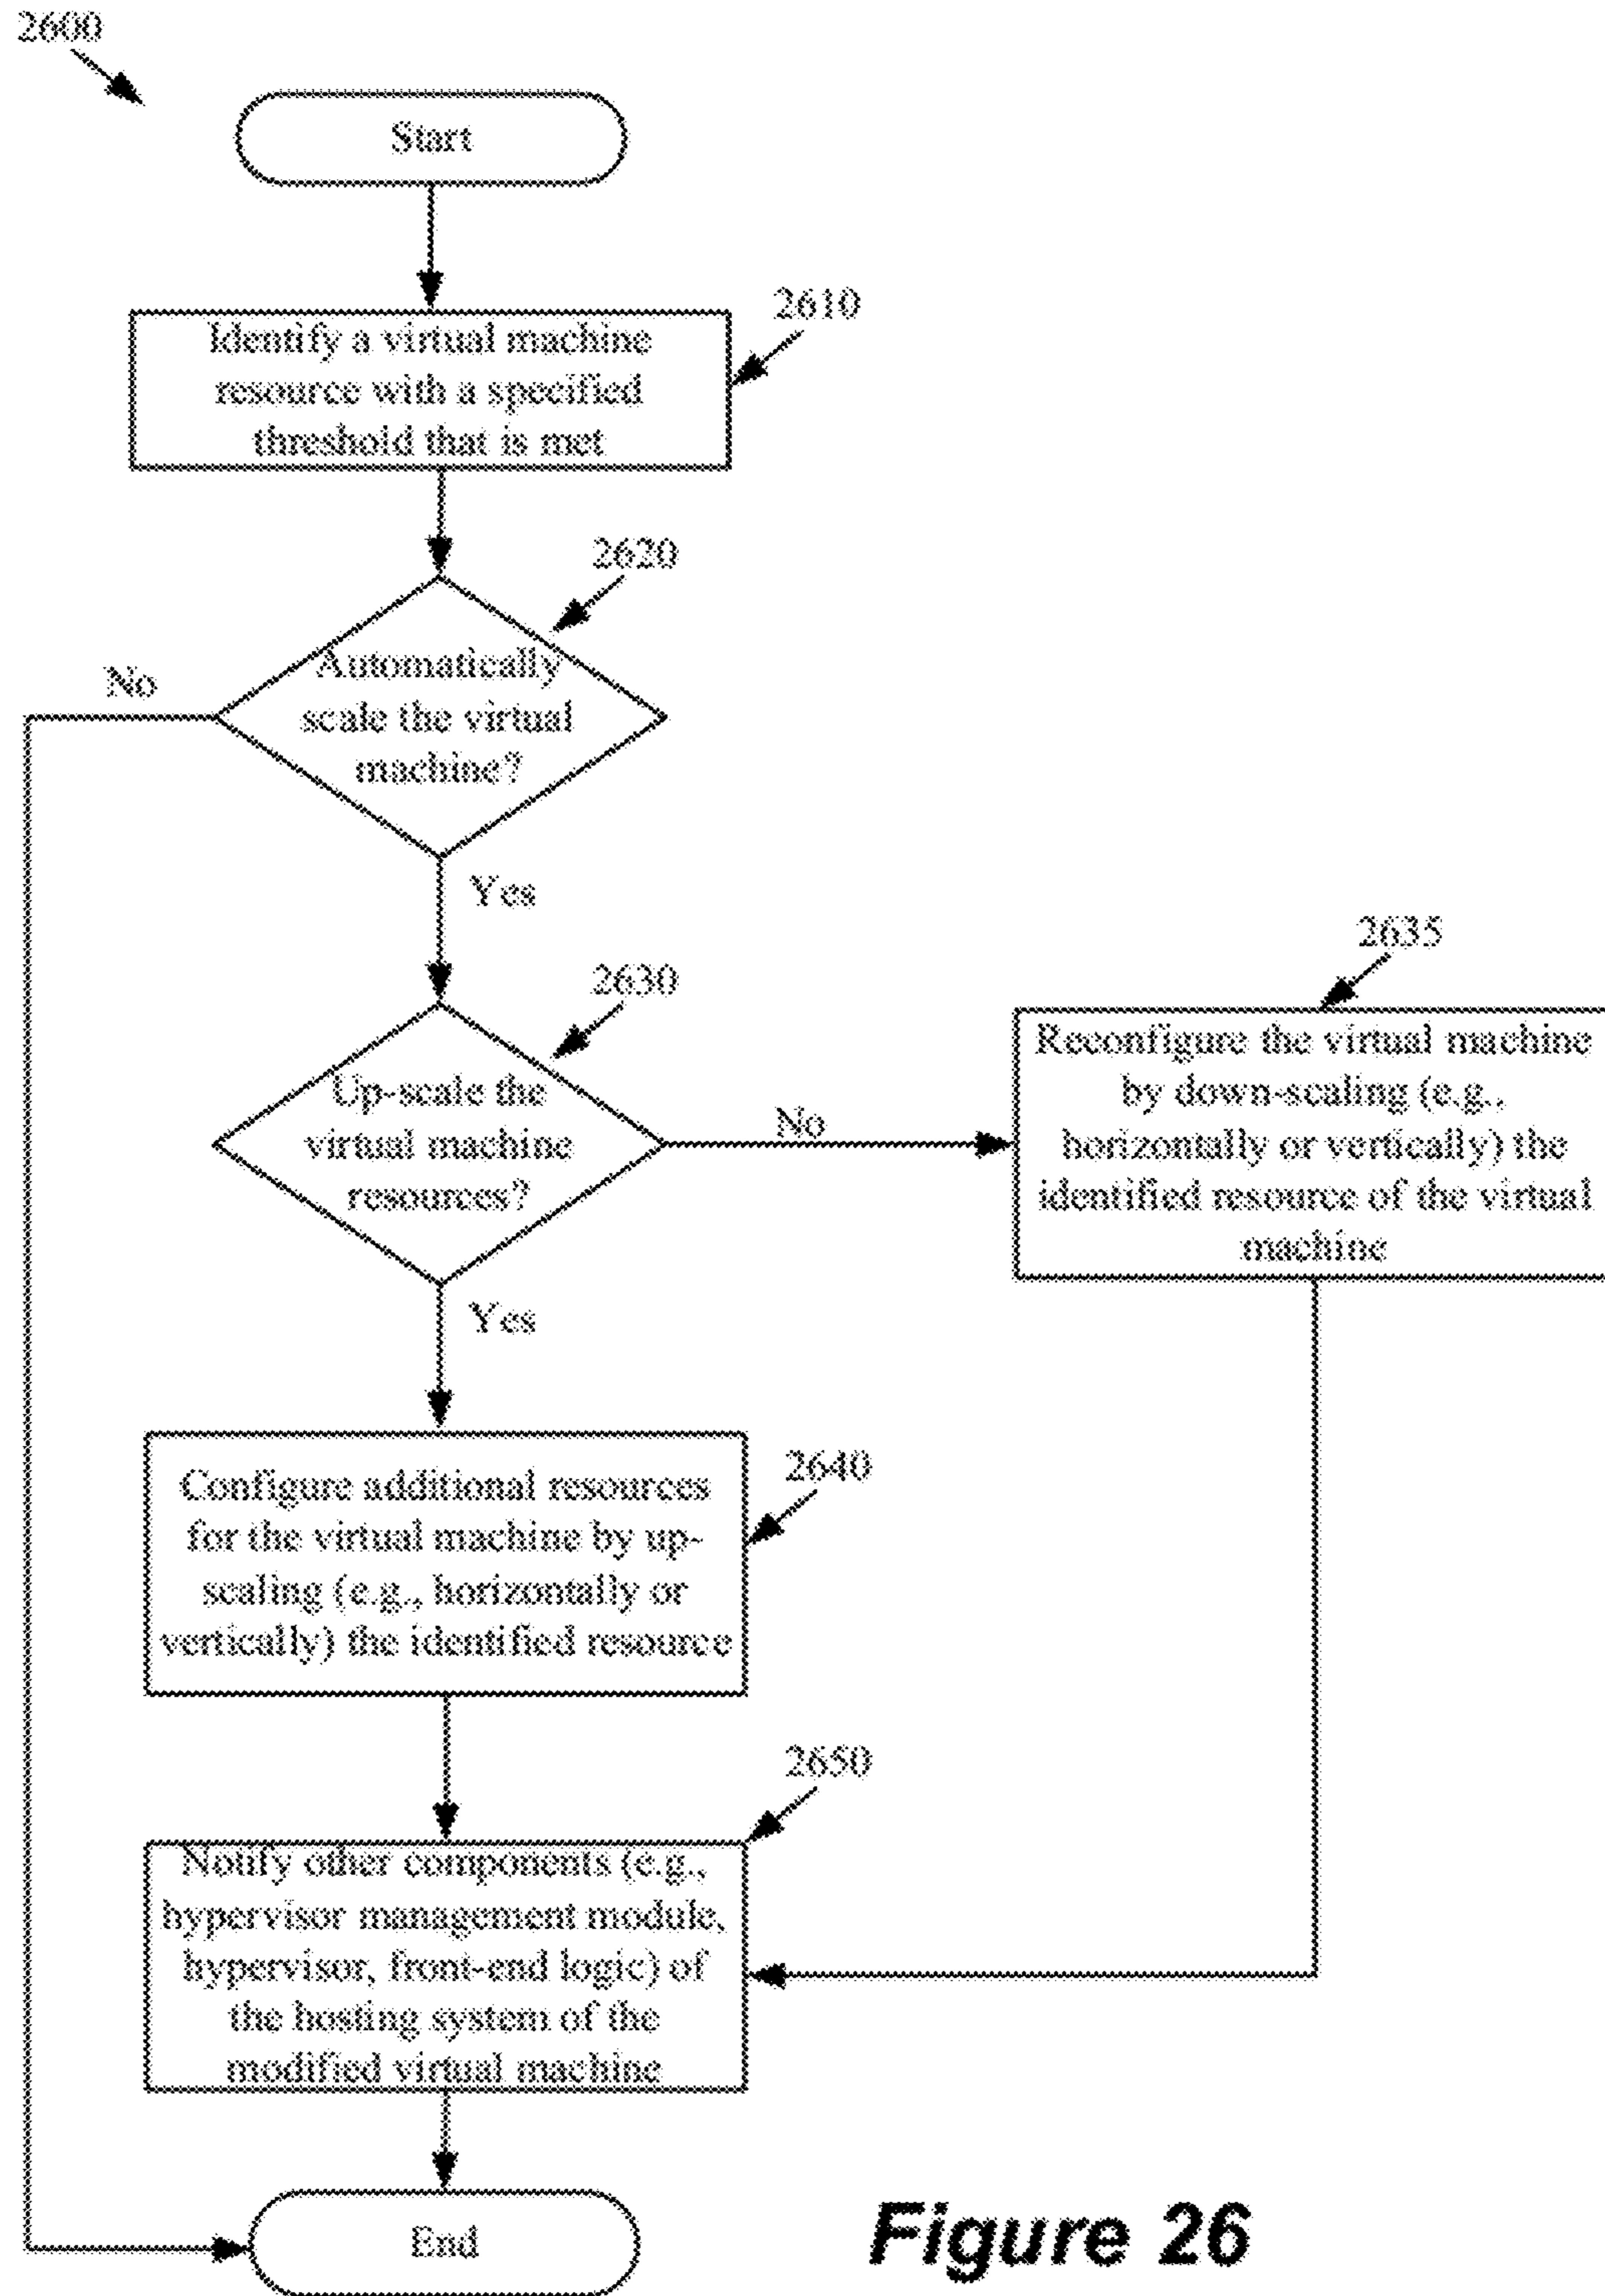 2600
Start
2610
Identify a virtual machine
resource with a specified
threshold that is met
2620
No
Automatically
scale the virtual
machine?
Yes
2630
Up-scale the
virtual machine
resources?
No
2635
Reconfigure the virtual machine
by down-scaling (e.g.,
horizontally or vertically) the
identified resource of the virtual
machine
Yes
2640
Configure additional resources
for the virtual machine by up-
scaling (e.g., horizontally or
vertically) the identified resource
2650
Notify other components (e.g.,
hypervisor management module,
hypervisor, front-end logic) of
the hosting system of the
modified virtual machine
End
Figure 26